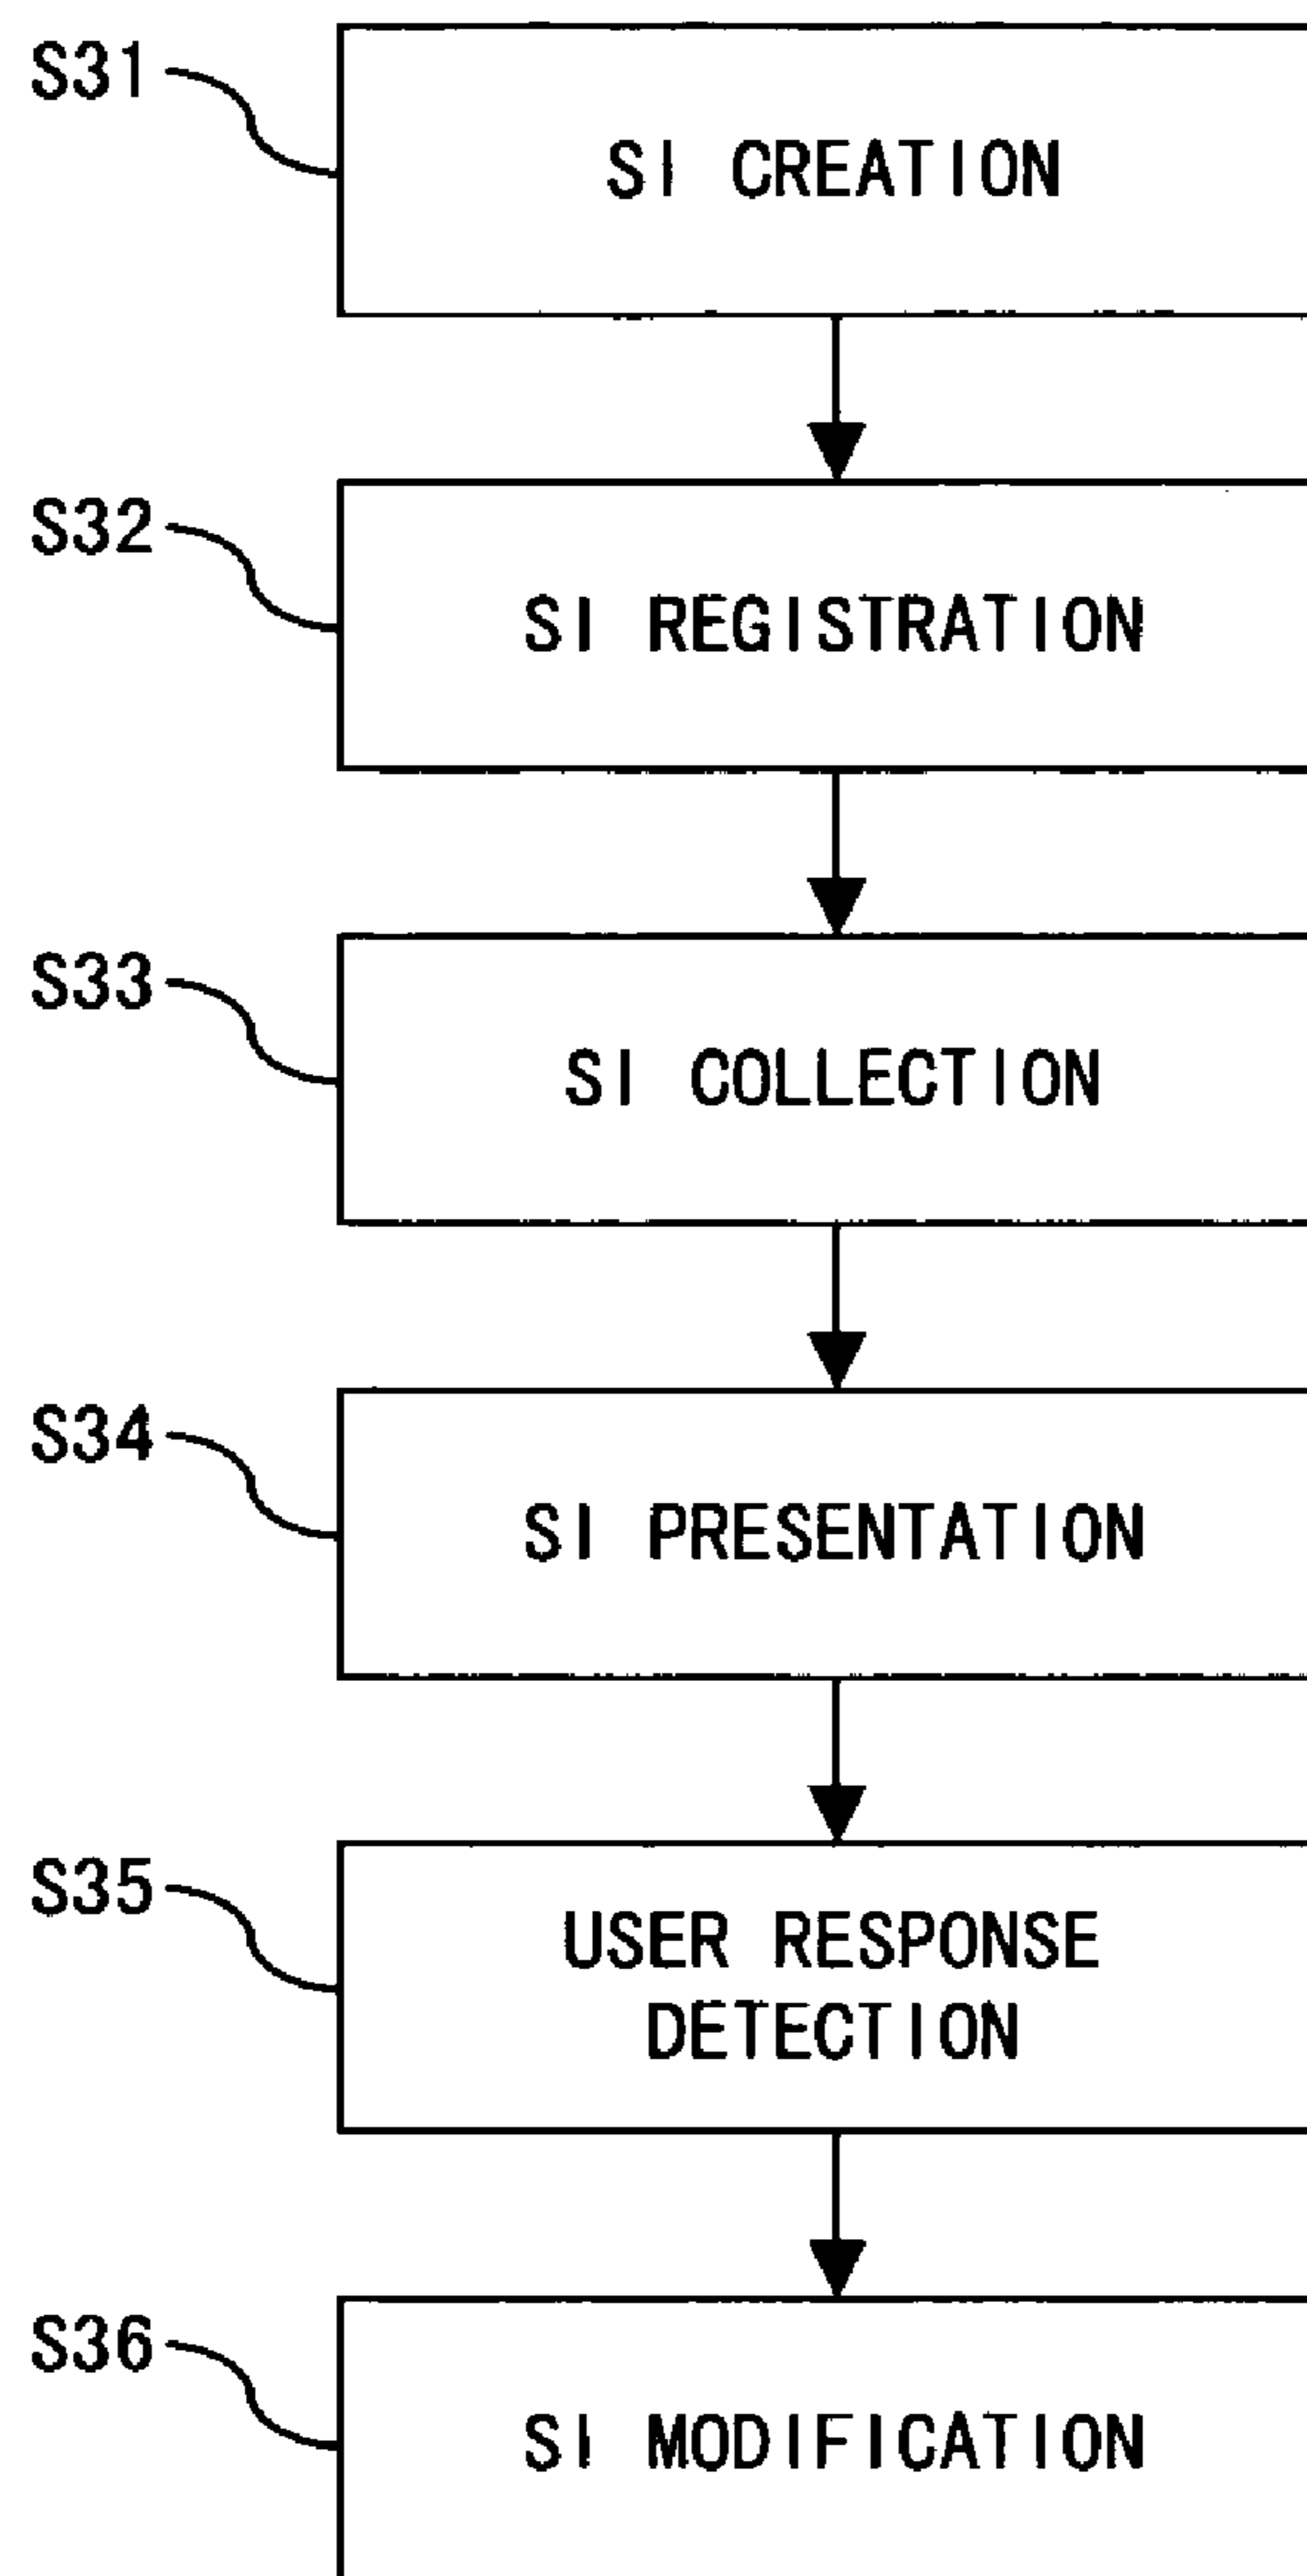 S31
SI CREATION
S32
SI REGISTRATION
S33
SI COLLECTION
S34
SI PRESENTATION
S35
USER RESPONSE
DETECTION
S36
SI MODIFICATION